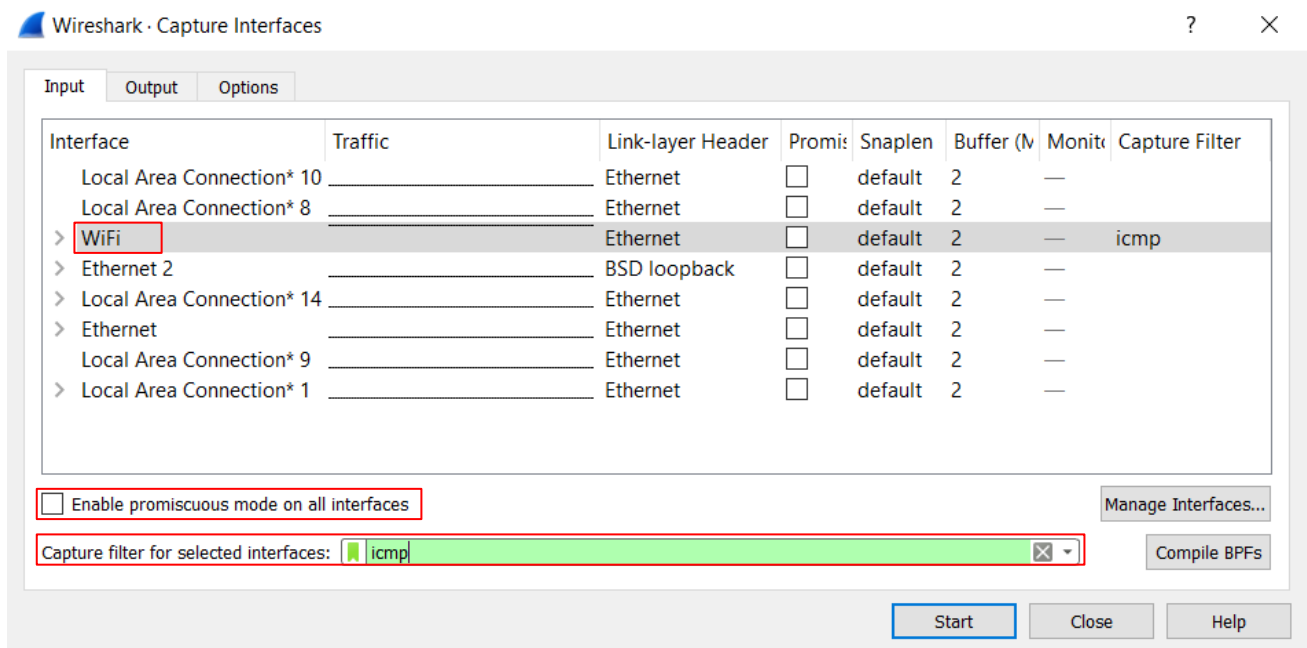 Wireshark · Capture Interfaces ?
Input Output Options
Interface Traffic Link-layer Header Promis Snaplen Buffer (M Monito Capture Filter
Local Area Connection* 10 Ethernet default 2 —
Local Area Connection* 8 Ethernet default 2 —
WiFi Ethernet default 2 — icmp
Ethernet 2 BSD loopback default 2 —
Local Area Connection* 14 Ethernet default 2 —
Ethernet Ethernet default 2 —
Local Area Connection* 9 Ethernet default 2 —
Local Area Connection* 1 Ethernet default 2 —
Enable promiscuous mode on all interfaces Manage Interfaces...
Capture filter for selected interfaces: icmp Compile BPFs
Start Close Help